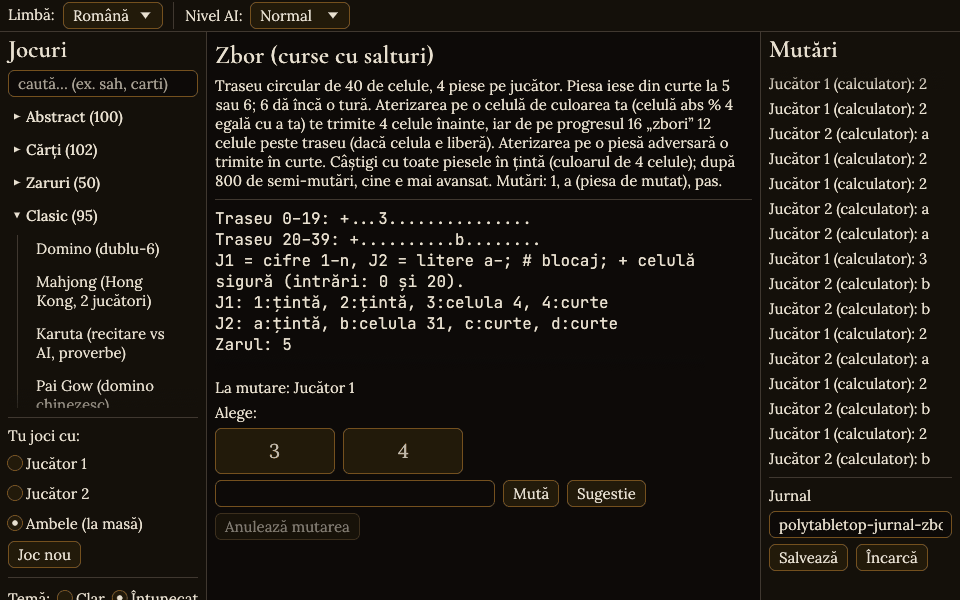 Limbă: Română ▼ Nivel AI: Normal ▼
Jocuri
caută... (ex. sah, carti)
▸ Abstract (100)
▸ Cărți (102)
▸ Zaruri (50)
▾ Clasic (95)
Domino (dublu-6)
Mahjong (Hong
Kong, 2 jucători)
Karuta (recitare vs
AI, proverbe)
Pai Gow (domino
chinezesc)
Tu joci cu:
Jucător 1
Jucător 2
Ambele (la masă)
Joc nou
Temă: Clar Întunecat
Zbor (curse cu salturi)
Traseu circular de 40 de celule, 4 piese pe jucător. Piesa iese din curte la 5
sau 6; 6 dă încă o tură. Aterizarea pe o celulă de culoarea ta (celulă abs % 4
egală cu a ta) te trimite 4 celule înainte, iar de pe progresul 16 „zbori” 12
celule peste traseu (dacă celula e liberă). Aterizarea pe o piesă adversară o
trimite în curte. Câștigi cu toate piesele în țintă (culoarul de 4 celule); după
800 de semi-mutări, cine e mai avansat. Mutări: 1, a (piesa de mutat), pas.
Traseu 0-19: +...3...............
Traseu 20-39: +..........b........
J1 = cifre 1-n, J2 = litere a-; # blocaj; + celulă
sigură (intrări: 0 și 20).
J1: 1:țintă, 2:țintă, 3:celula 4, 4:curte
J2: a:țintă, b:celula 31, c:curte, d:curte
Zarul: 5
La mutare: Jucător 1
Alege:
3 4
Mută Sugestie
Anulează mutarea
Mutări
Jucător 1 (calculator): 2
Jucător 1 (calculator): 2
Jucător 2 (calculator): a
Jucător 1 (calculator): 2
Jucător 1 (calculator): 2
Jucător 2 (calculator): a
Jucător 2 (calculator): a
Jucător 1 (calculator): 3
Jucător 2 (calculator): b
Jucător 2 (calculator): b
Jucător 1 (calculator): 2
Jucător 2 (calculator): a
Jucător 1 (calculator): 2
Jucător 2 (calculator): b
Jucător 1 (calculator): 2
Jucător 2 (calculator): b
Jurnal
polytabletop-jurnal-zbo
Salvează Încarcă